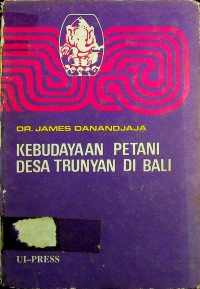 DR. JAMES DANANDJAJA
KEBUDAYAAN PETANI
DESA TRUNYAN DI BALI
UI-PRESS